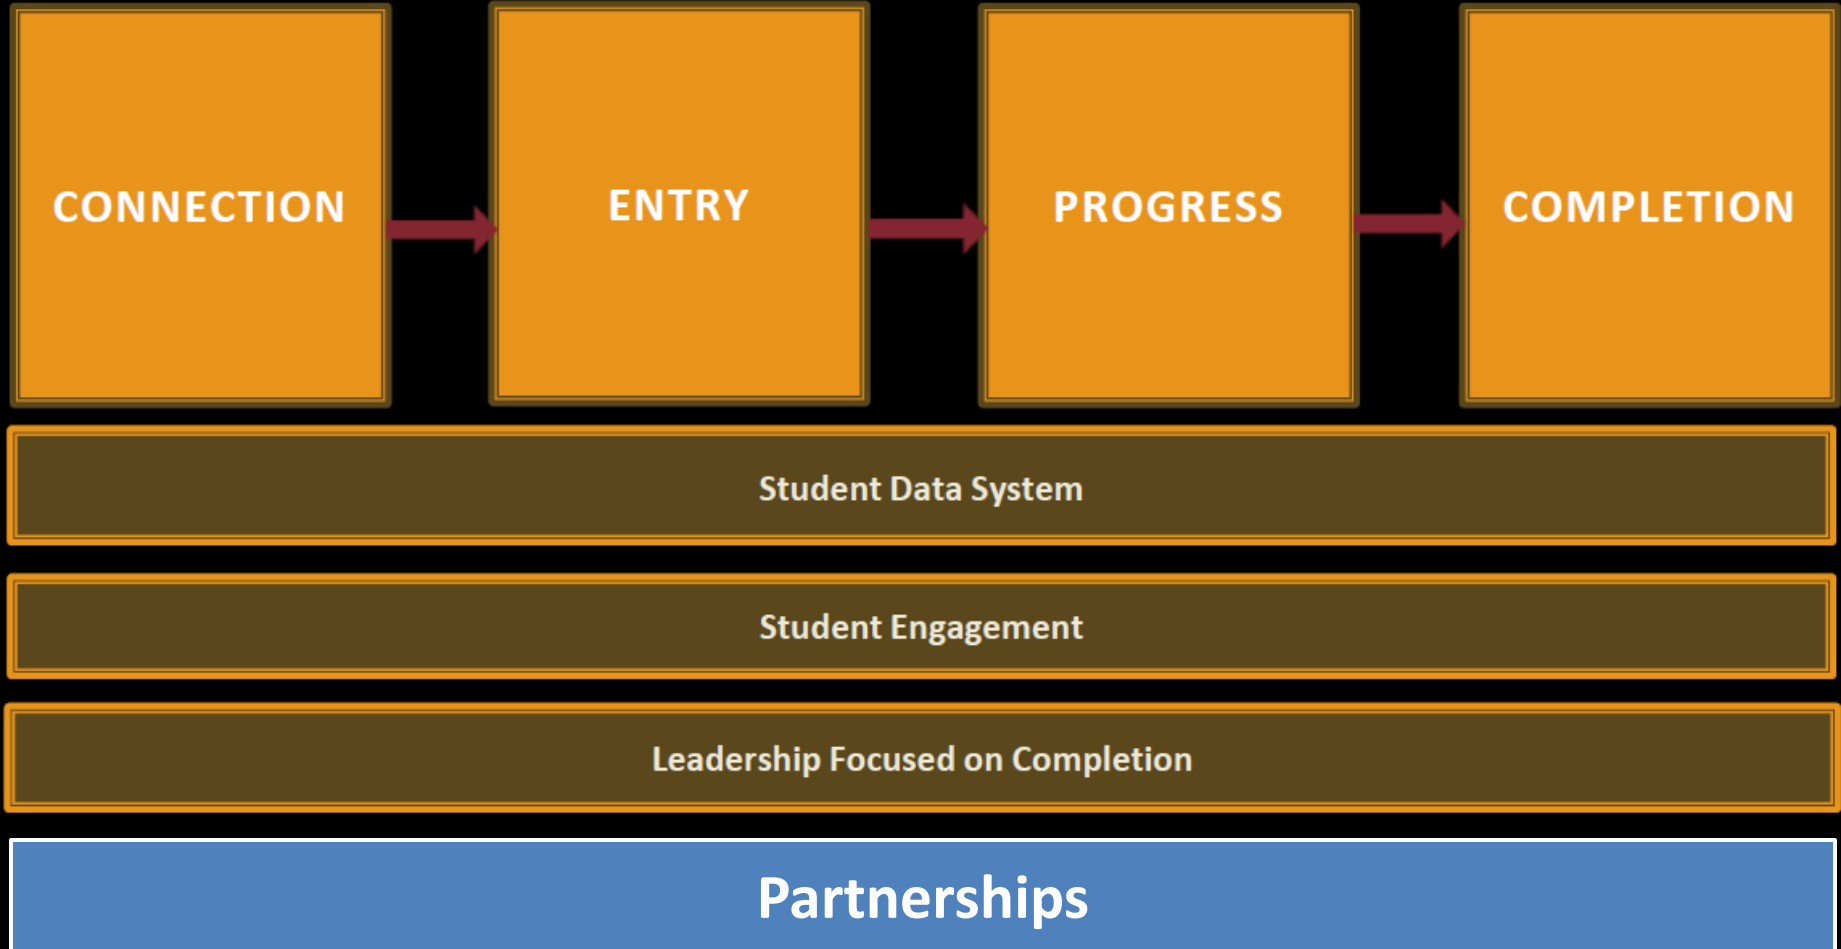 CONNECTION
ENTRY
PROGRESS
COMPLETION
Student Data System
Student Engagement
Leadership Focused on Completion
Partnerships